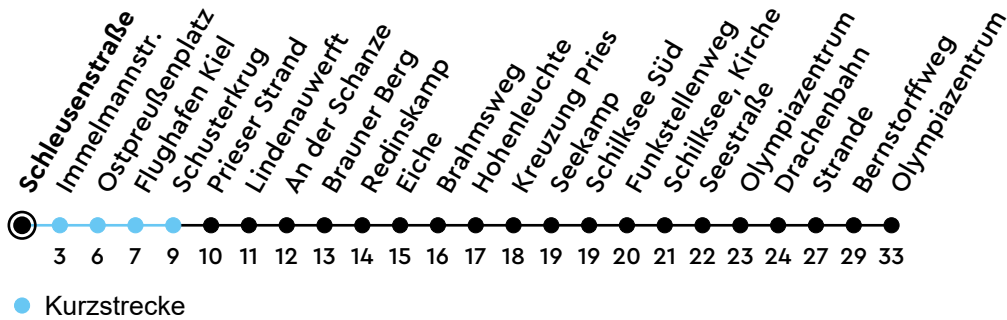 Schleusenstraße
Immelmannstr.
Ostpreußenplatz
Flughafen Kiel
Schusterkrug
Prieser Strand
Lindenauwerft
An der Schanze
Brauner Berg
Redinskamp
Eiche
Brahmsweg
Hohenleuchte
Kreuzung Pries
Seekamp
Schilksee Süd
Funkstellenweg
Schilksee, Kirche
Seestraße
Olympiazentrum
Drachenbahn
Strande
Bernstorffweg
Olympiazentrum
3 6 7 9 10 11 12 13 14 15 16 17 18 19 19 20 21 22 23 24 27 29 33
Kurzstrecke